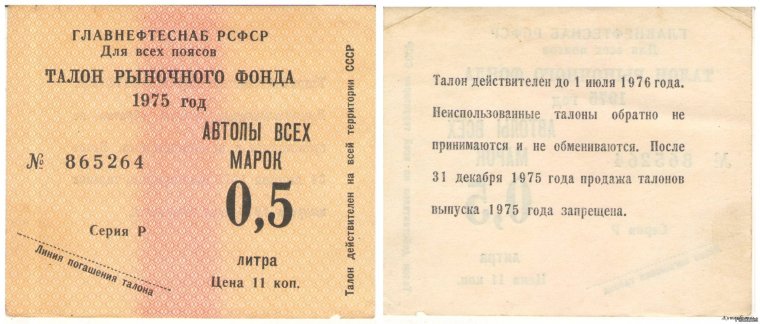 ГЛАВНЕФТЕСНАБ РСФСР
Для всех поясов
ТАЛОН РЫНОЧНОГО ФОНДА
1975 год
АВТОЛЫ ВСЕХ
МАРОК
№ 865264
0,5
Серия Р
литра
Цена 11 коп.
Линия погашения талона
Талон действителен на всей территории СССР
Талон действителен до 1 июля 1976 года.
Неиспользованные талоны обратно не
принимаются и не обмениваются. После
31 декабря 1975 года продажа талонов
выпуска 1975 года запрещена.